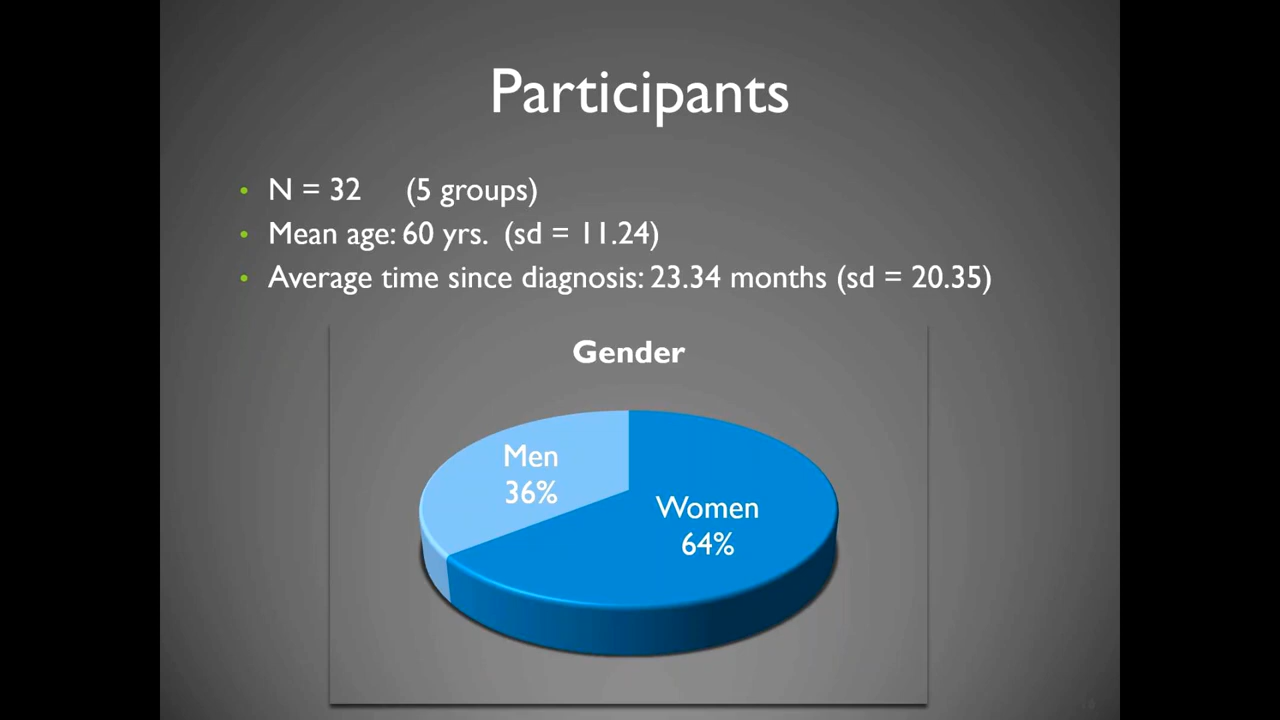 Participants
• N = 32 (5 groups)
• Mean age: 60 yrs. (sd = 11.24)
• Average time since diagnosis: 23.34 months (sd = 20.35)
Gender
Men
36%
Women
64%